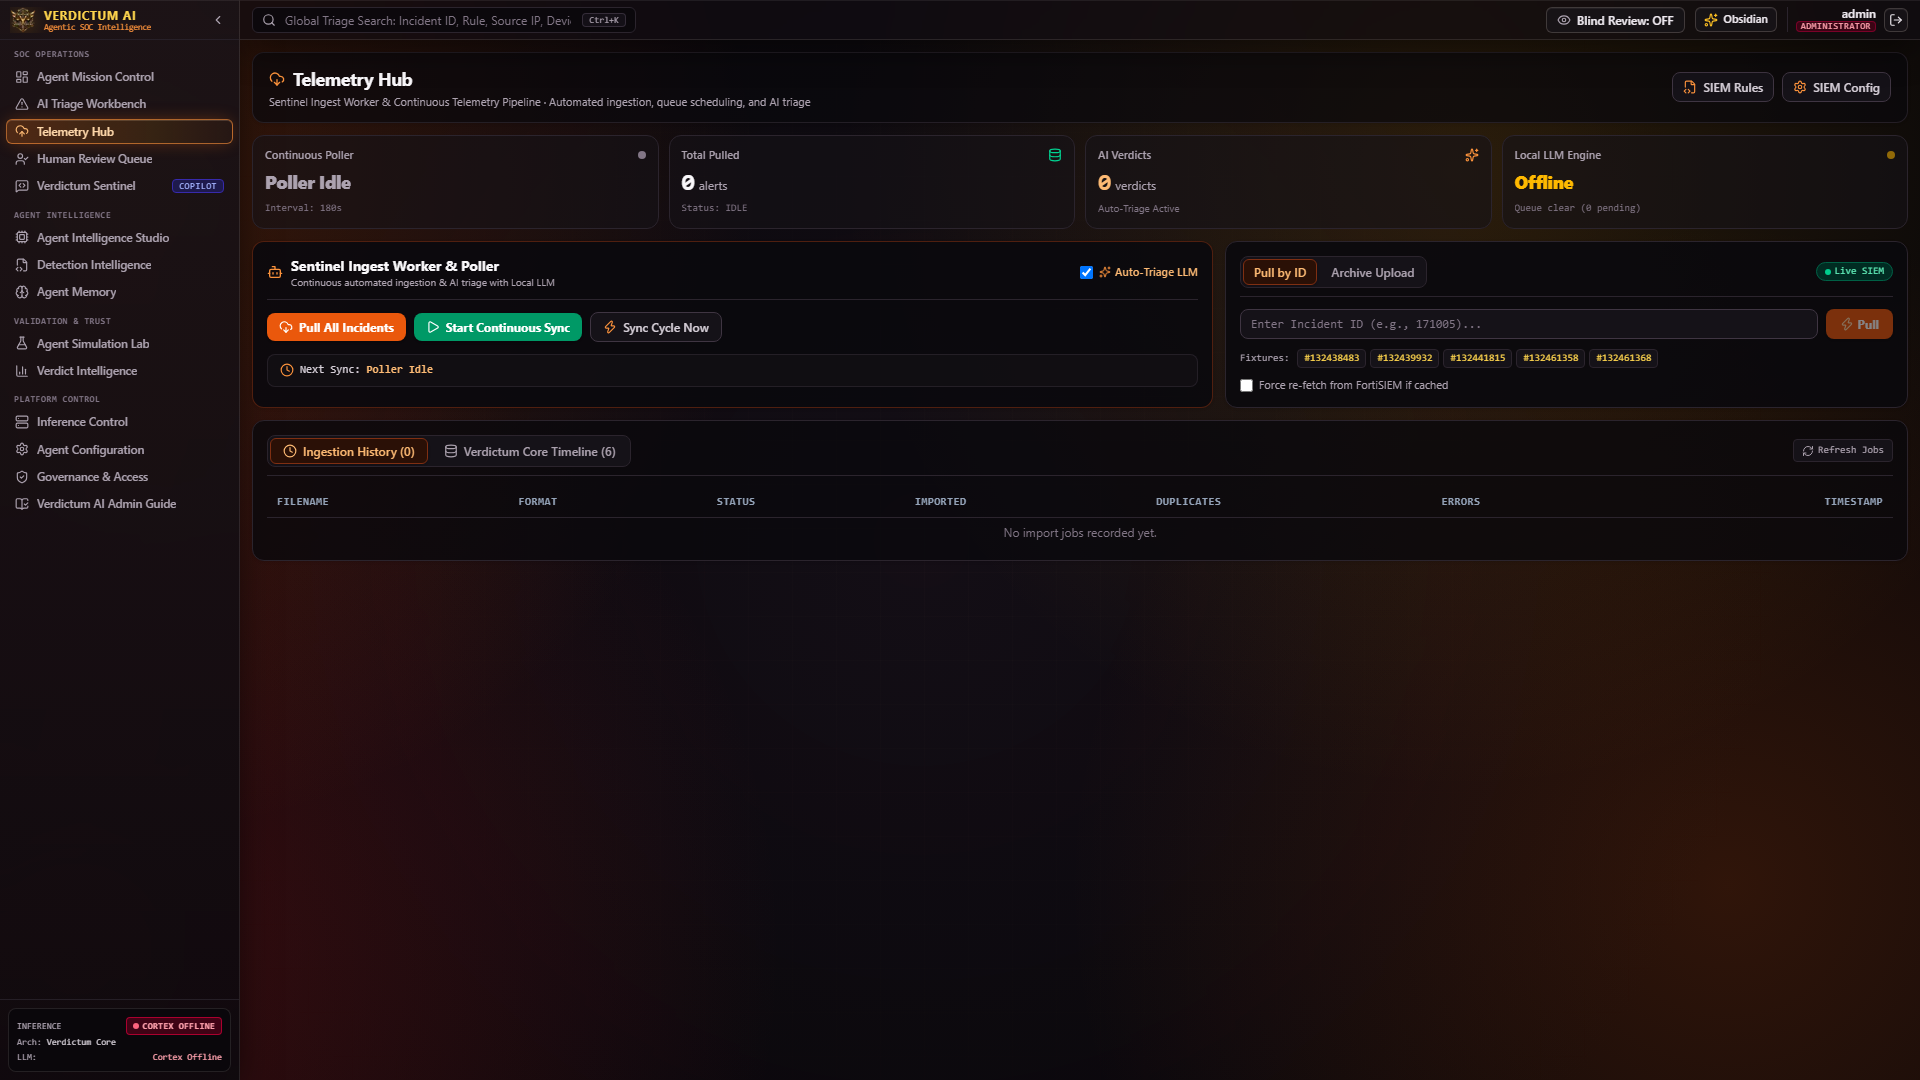 VERDICTUM AI
Agentic SOC Intelligence
Global Triage Search: Incident ID, Rule, Source IP, Devi
Ctrl+K
Blind Review: OFF
Obsidian
admin
ADMINISTRATOR
SOC OPERATIONS
Agent Mission Control
AI Triage Workbench
Telemetry Hub
Human Review Queue
Verdictum Sentinel
COPILOT
AGENT INTELLIGENCE
Agent Intelligence Studio
Detection Intelligence
Agent Memory
VALIDATION & TRUST
Agent Simulation Lab
Verdict Intelligence
PLATFORM CONTROL
Inference Control
Agent Configuration
Governance & Access
Verdictum AI Admin Guide
INFERENCE
CORTEX OFFLINE
Arch: Verdictum Core
LLM: Cortex Offline
Telemetry Hub
Sentinel Ingest Worker & Continuous Telemetry Pipeline · Automated ingestion, queue scheduling, and AI triage
SIEM Rules
SIEM Config
Continuous Poller
Poller Idle
Interval: 180s
Total Pulled
0 alerts
Status: IDLE
AI Verdicts
0 verdicts
Auto-Triage Active
Local LLM Engine
Offline
Queue clear (0 pending)
Sentinel Ingest Worker & Poller
Continuous automated ingestion & AI triage with Local LLM
Auto-Triage LLM
Pull All Incidents
Start Continuous Sync
Sync Cycle Now
Next Sync: Poller Idle
Pull by ID
Archive Upload
Live SIEM
Enter Incident ID (e.g., 171005)...
Pull
Fixtures: #132438483 #132439932 #132441815 #132461358 #132461368
Force re-fetch from FortiSIEM if cached
Ingestion History (0)
Verdictum Core Timeline (6)
Refresh Jobs
FILENAME FORMAT STATUS IMPORTED DUPLICATES ERRORS TIMESTAMP
No import jobs recorded yet.